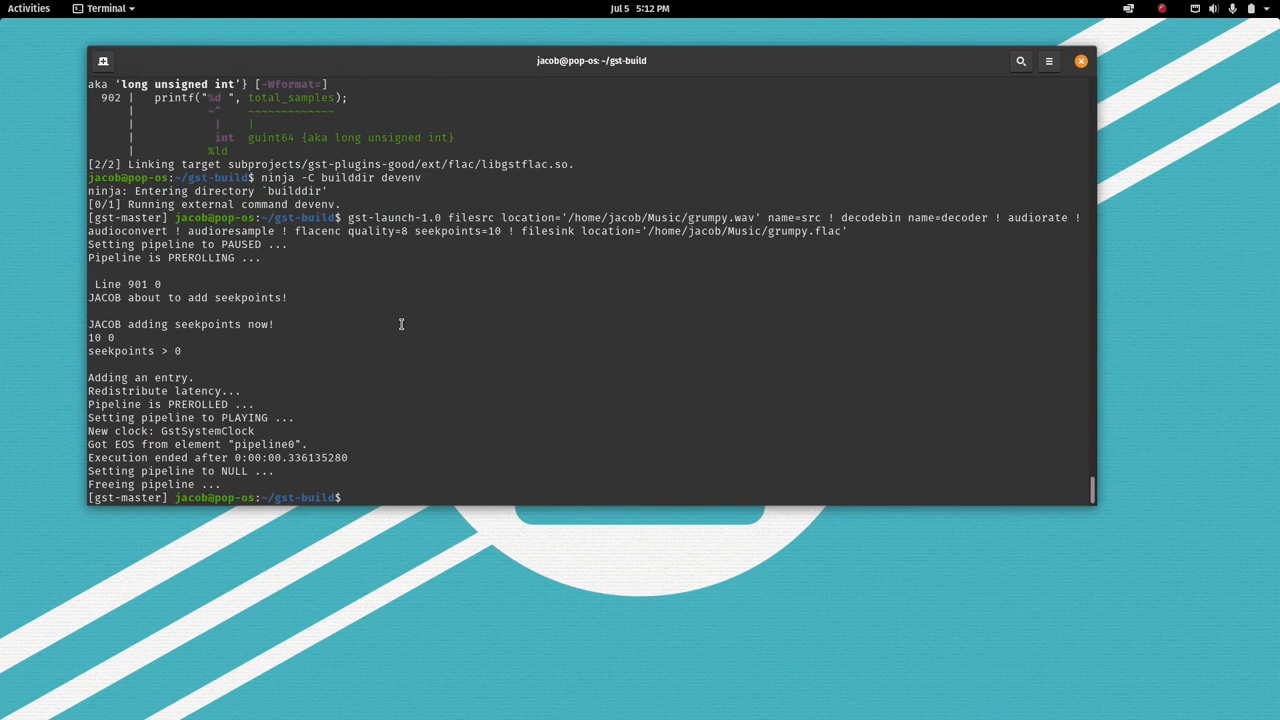 Activities
Terminal
Jul 5 5:12 PM
jacob@pop-os: ~/gst-build
aka ‘long unsigned int’} [-Wformat=]
902 | printf("%d ", total_samples);
| ~^ ~~~~~~~~~~~~~
| | |
| int guint64 {aka long unsigned int}
| %ld
[2/2] Linking target subprojects/gst-plugins-good/ext/flac/libgstflac.so.
jacob@pop-os:~/gst-build$ ninja -C builddir devenv
ninja: Entering directory `builddir'
[0/1] Running external command devenv.
[gst-master] jacob@pop-os:~/gst-build$ gst-launch-1.0 filesrc location='/home/jacob/Music/grumpy.wav' name=src ! decodebin name=decoder ! audiorate !
audioconvert ! audioresample ! flacenc quality=8 seekpoints=10 ! filesink location='/home/jacob/Music/grumpy.flac'
Setting pipeline to PAUSED ...
Pipeline is PREROLLING ...
Line 901 0
JACOB about to add seekpoints!
JACOB adding seekpoints now!
10 0
seekpoints > 0
Adding an entry.
Redistribute latency...
Pipeline is PREROLLED ...
Setting pipeline to PLAYING ...
New clock: GstSystemClock
Got EOS from element "pipeline0".
Execution ended after 0:00:00.336135280
Setting pipeline to NULL ...
Freeing pipeline ...
[gst-master] jacob@pop-os:~/gst-build$